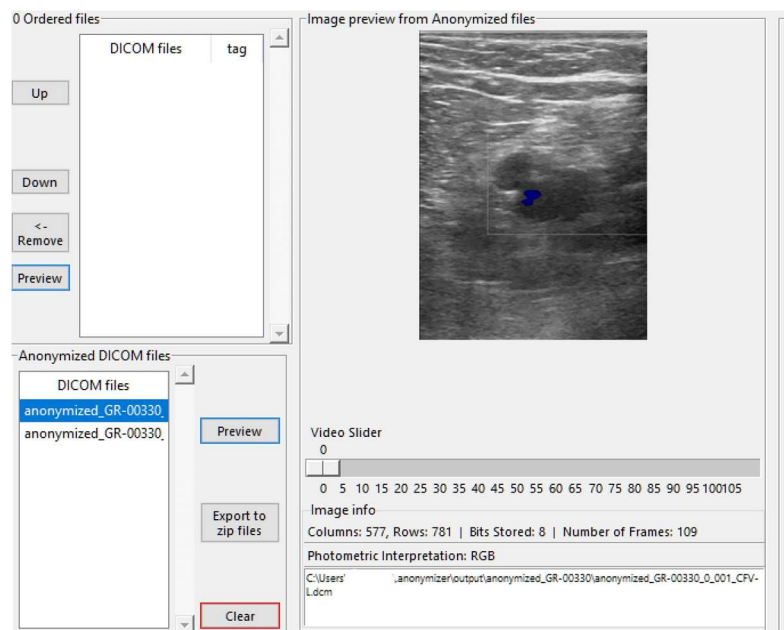 0 Ordered files
DICOM files tag
Up
Down
<-
Remove
Preview
Anonymized DICOM files
DICOM files
anonymized_GR-00330_
anonymized_GR-00330_
Preview
Export to
zip files
Clear
Image preview from Anonymized files
Video Slider
0
0 5 10 15 20 25 30 35 40 45 50 55 60 65 70 75 80 85 90 95 100105
Image info
Columns: 577, Rows: 781 | Bits Stored: 8 | Number of Frames: 109
Photometric Interpretation: RGB
C:\Users' ,anonymizer\output\anonymized_GR-00330\anonymized_GR-00330_0_001_CFV-
L.dcm